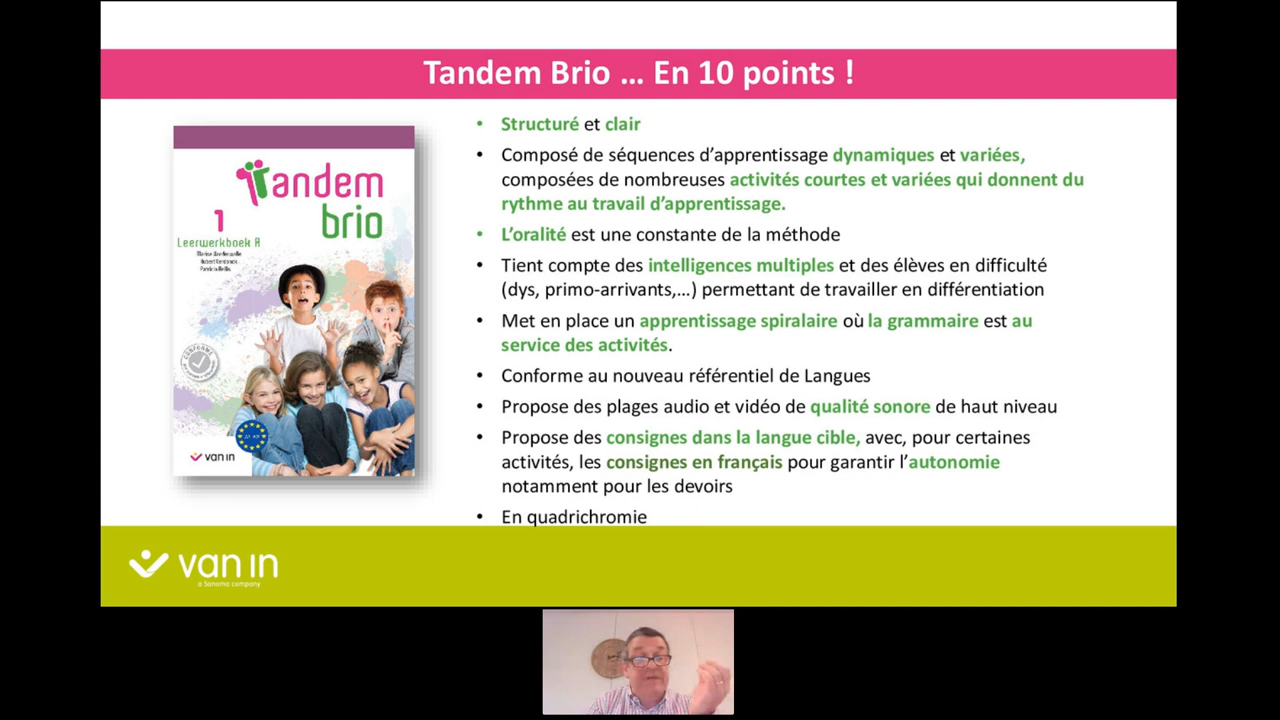 Tandem Brio ... En 10 points !
tandem
brio
1
Leerwerkboek A
van in
• Structuré et clair
• Composé de séquences d’apprentissage dynamiques et variées,
composées de nombreuses activités courtes et variées qui donnent du
rythme au travail d’apprentissage.
• L’oralité est une constante de la méthode
• Tient compte des intelligences multiples et des élèves en difficulté
(dys, primo-arrivants,...) permettant de travailler en différentiation
• Met en place un apprentissage spiralaire où la grammaire est au
service des activités.
• Conforme au nouveau référentiel de Langues
• Propose des plages audio et vidéo de qualité sonore de haut niveau
• Propose des consignes dans la langue cible, avec, pour certaines
activités, les consignes en français pour garantir l’autonomie
notamment pour les devoirs
• En quadrichromie
van in
a Sanoma company